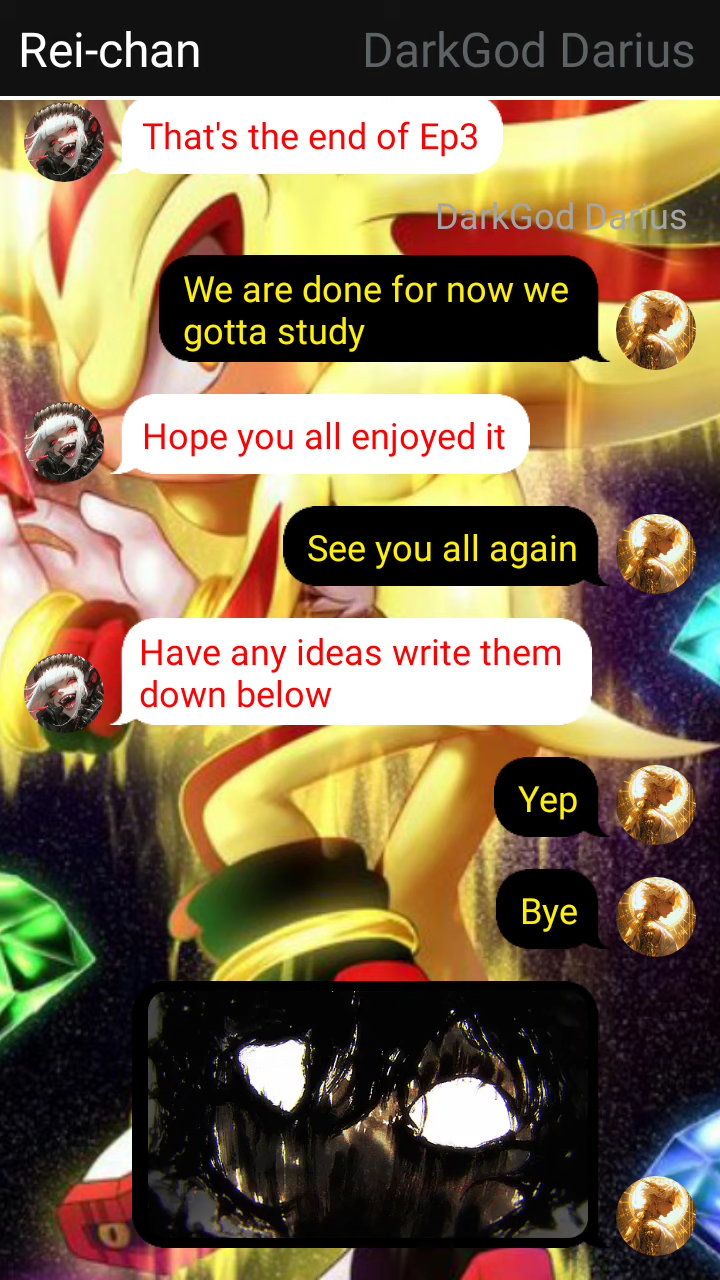 Rei-chan DarkGod Darius
That's the end of Ep3
DarkGod Darius
We are done for now we
gotta study
Hope you all enjoyed it
See you all again
Have any ideas write them
down below
Yep
Bye